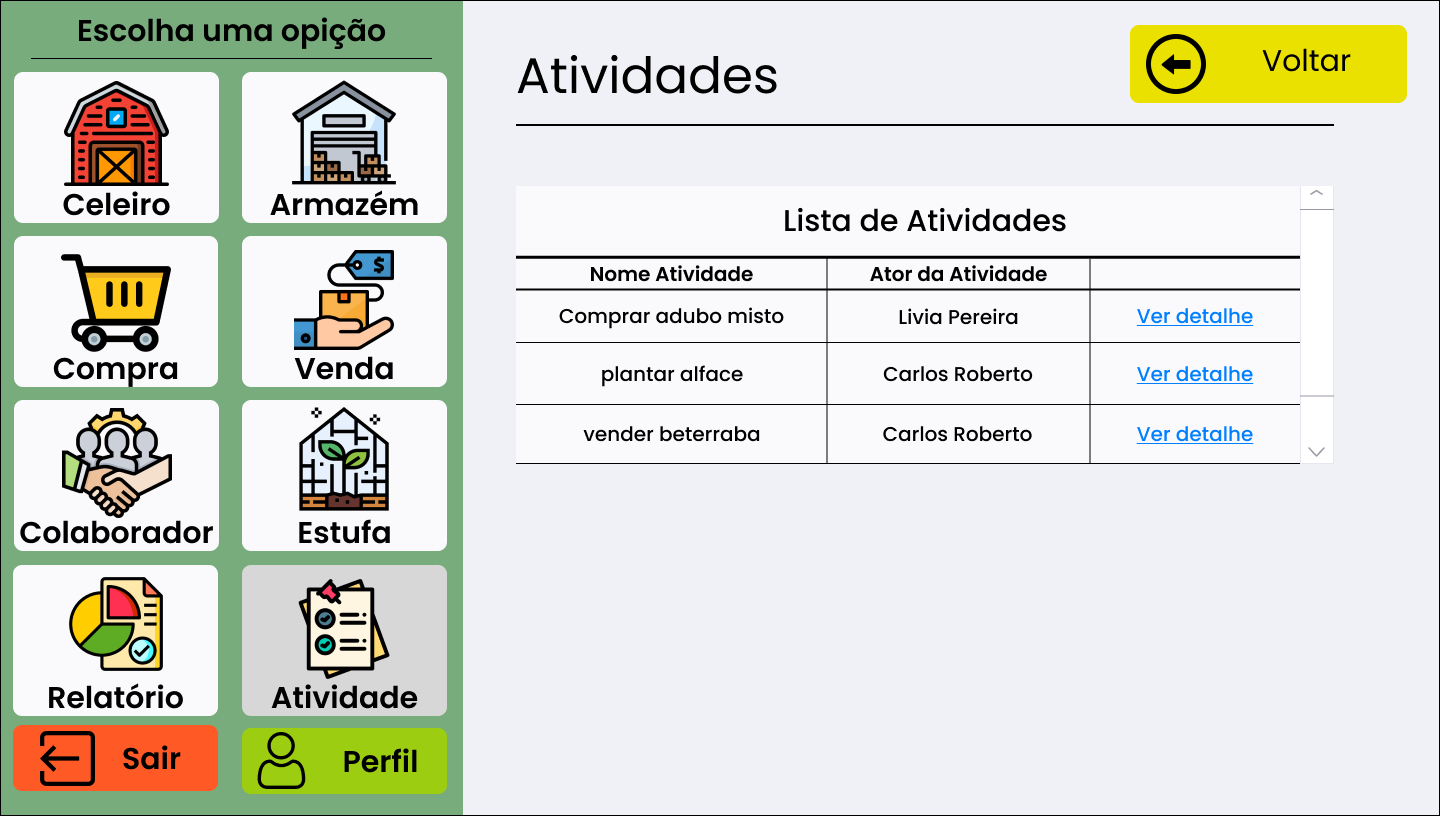 Escolha uma opição
Celeiro
Armazém
Compra
Venda
Colaborador
Estufa
Relatório
Atividade
Sair
Perfil
Atividades
Voltar
Lista de Atividades
Nome Atividade Ator da Atividade
Comprar adubo misto Livia Pereira Ver detalhe
plantar alface Carlos Roberto Ver detalhe
vender beterraba Carlos Roberto Ver detalhe